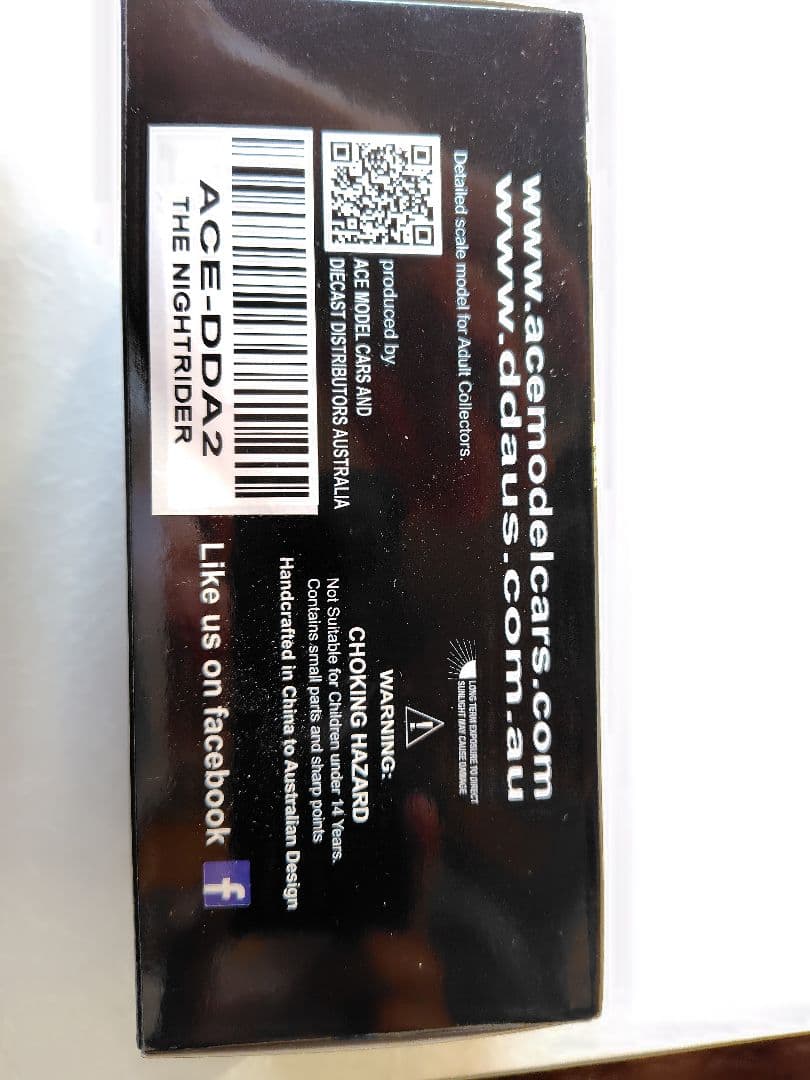 www.acemodelcars.com
www.ddaus.com.au
Detailed scale model for Adult Collectors.
LONG TERM EXPOSURE TO DIRECT
SUNLIGHT MAY CAUSE DAMAGE
produced by.
ACE MODEL CARS AND
DIECAST DISTRIBUTORS AUSTRALIA
WARNING:
CHOKING HAZARD
Not Suitable for Children under 14 Years.
Contains small parts and sharp points
Handcrafted in China to Australian Design
ACE-DDA2
THE NIGHTRIDER
Like us on facebook f